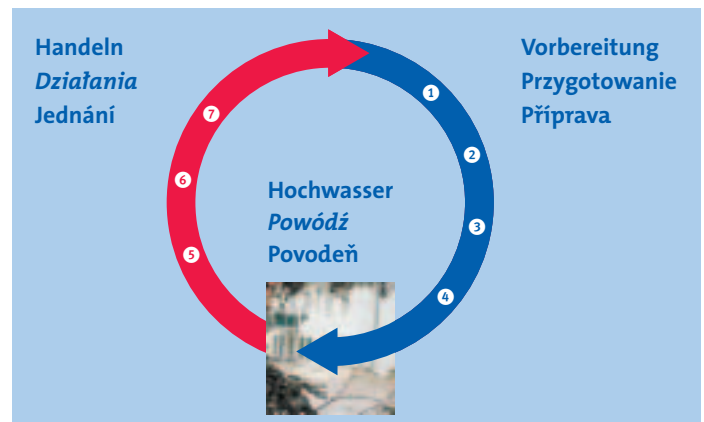 Handeln
Działania
Jednání
Vorbereitung
Przygotowanie
Příprava
Hochwasser
Powódź
Povodeň
1
2
3
4
5
6
7